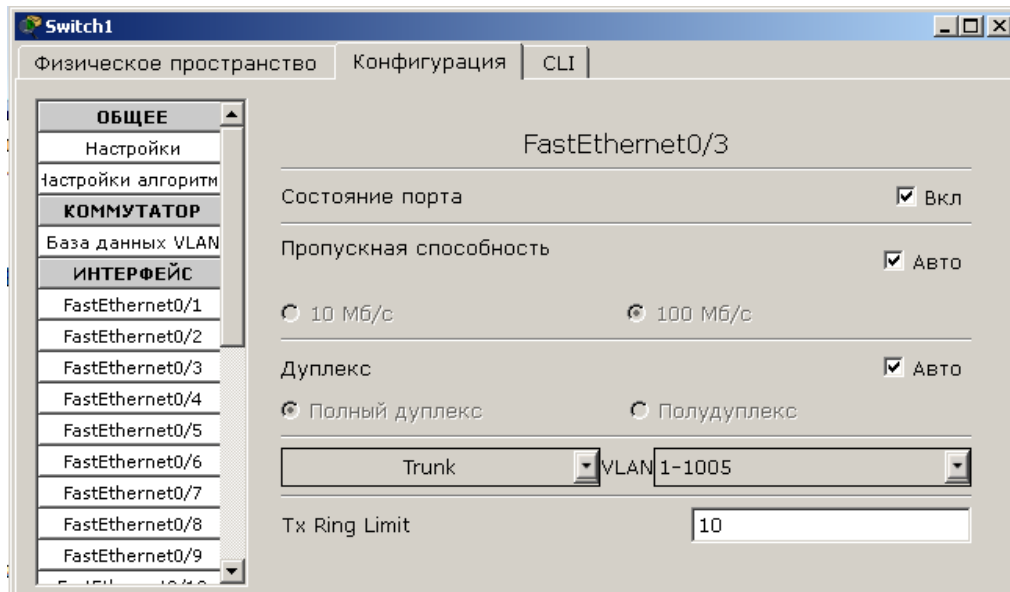 Switch1
Физическое пространство Конфигурация CLI
ОБЩЕЕ
Настройки
Настройки алгоритм
КОММУТАТОР
База данных VLAN
ИНТЕРФЕЙС
FastEthernet0/1
FastEthernet0/2
FastEthernet0/3
FastEthernet0/4
FastEthernet0/5
FastEthernet0/6
FastEthernet0/7
FastEthernet0/8
FastEthernet0/9
FastEthernet0/3
Состояние порта Вкл
Пропускная способность Авто
10 Мб/с 100 Мб/с
Дуплекс Авто
Полный дуплекс Полудуплекс
Trunk VLAN 1-1005
Tx Ring Limit 10